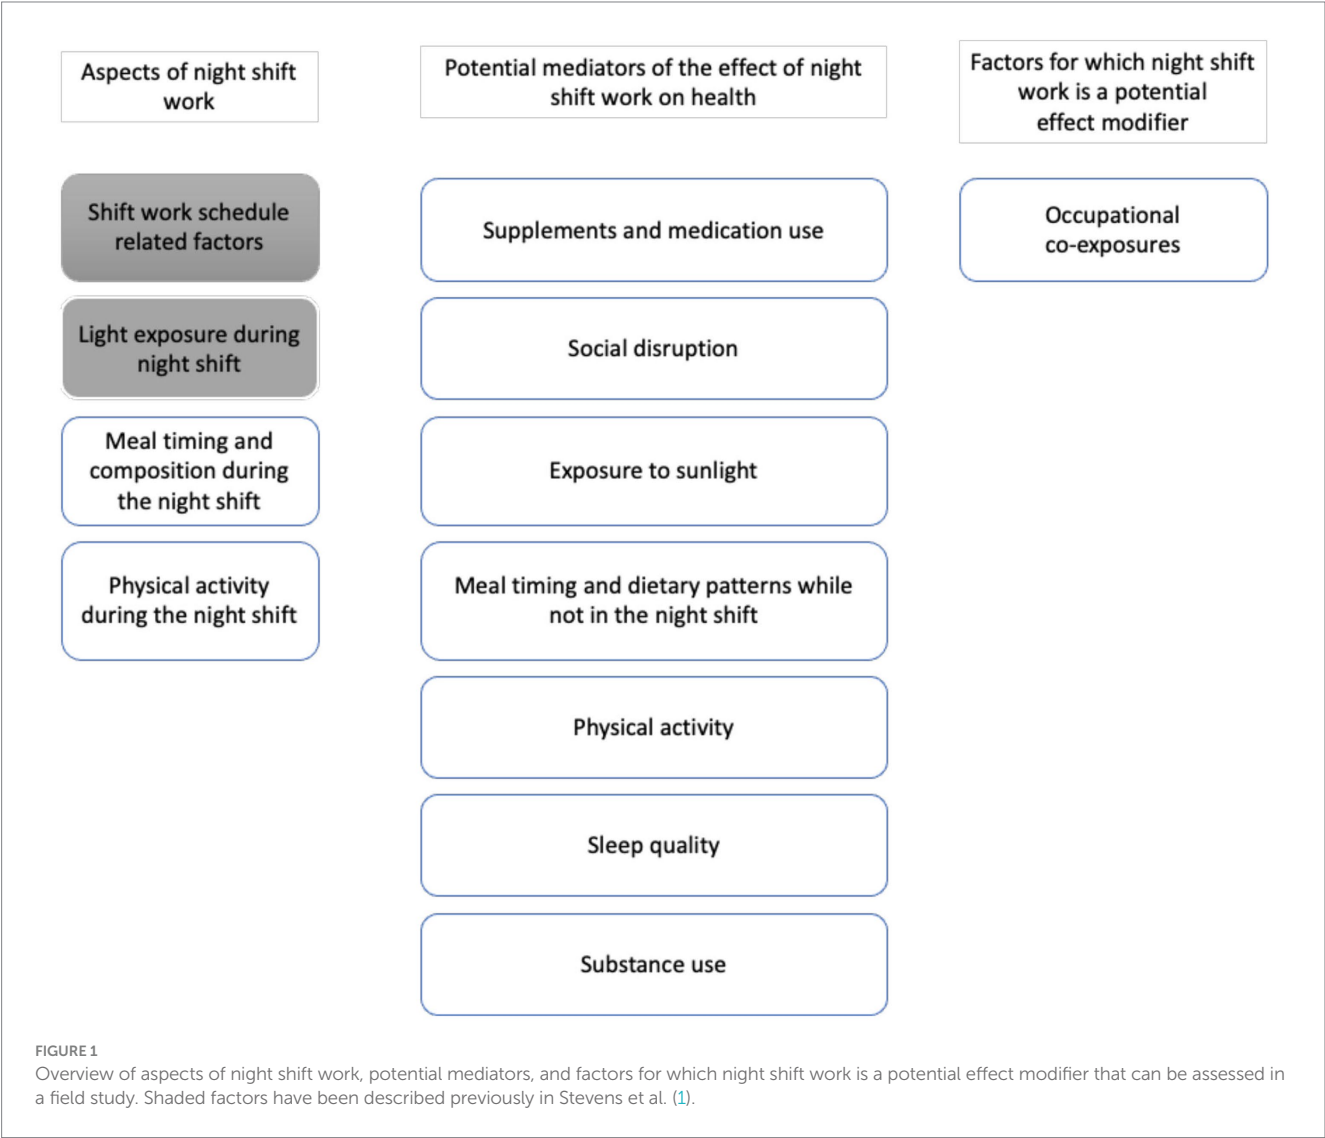 Aspects of night shift
work
Shift work schedule
related factors
Light exposure during
night shift
Meal timing and
composition during
the night shift
Physical activity
during the night shift
Potential mediators of the effect of night
shift work on health
Supplements and medication use
Social disruption
Exposure to sunlight
Meal timing and dietary patterns while
not in the night shift
Physical activity
Sleep quality
Substance use
Factors for which night shift
work is a potential
effect modifier
Occupational
co-exposures
FIGURE 1
Overview of aspects of night shift work, potential mediators, and factors for which night shift work is a potential effect modifier that can be assessed in
a field study. Shaded factors have been described previously in Stevens et al. (1).